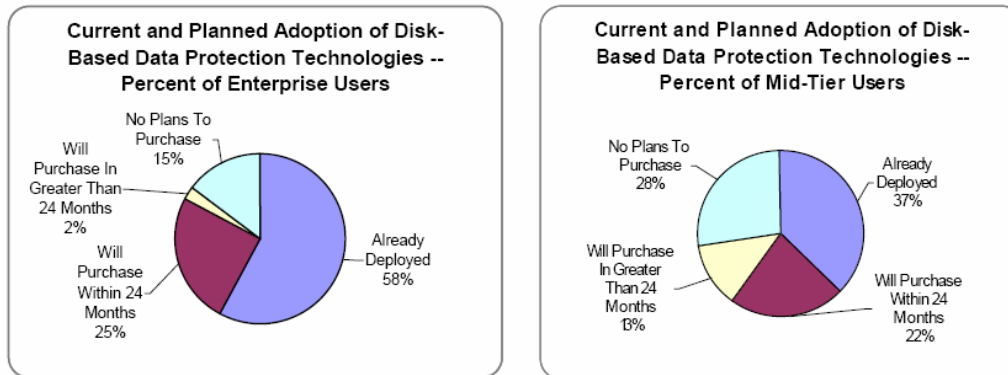 Current and Planned Adoption of Disk-
Based Data Protection Technologies --
Percent of Enterprise Users
No Plans To
Purchase
15%
Will
Purchase In
Greater Than
24 Months
2%
Will
Purchase
Within 24
Months
25%
Already
Deployed
58%
Current and Planned Adoption of Disk-
Based Data Protection Technologies --
Percent of Mid-Tier Users
No Plans To
Purchase
28%
Already
Deployed
37%
Will Purchase
In Greater
Than 24
Months
13%
Will Purchase
Within 24
Months
22%